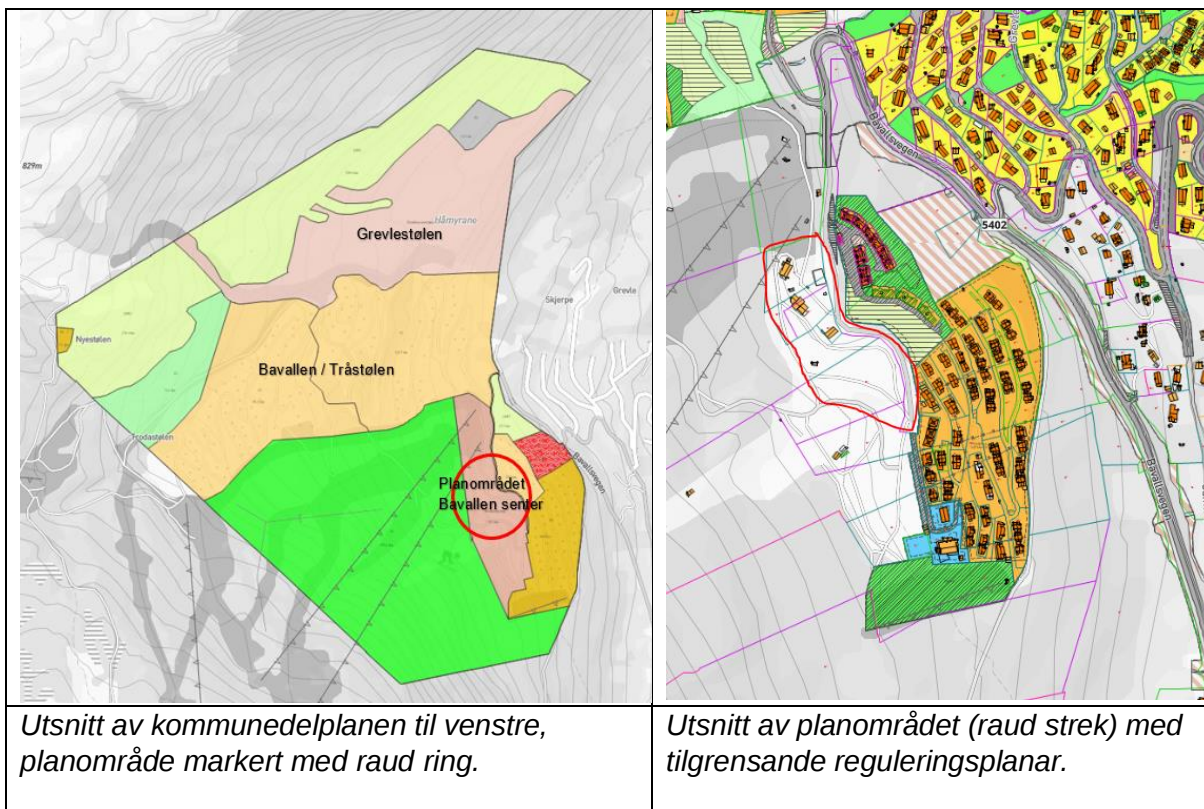 829m
Håmyrane
Grevlestølen
Skjerpe
Grevle
Nyestølen
Bavallen / Tråstølen
Trodastølen
Planområdet
Bavallen senter
Bavallsvegen
Grevle
Bavallsvegen
5402
Bavallsvegen
Utsnitt av kommunedelplanen til venstre,
planområde markert med raud ring.
Utsnitt av planområdet (raud strek) med
tilgrensande reguleringsplanar.